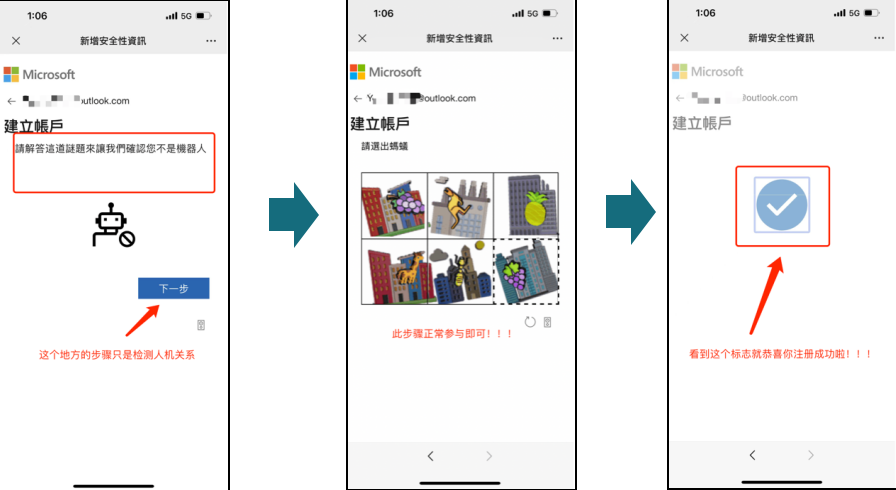 1:06
5G
新增安全性資訊
Microsoft
outlook.com
建立帳戶
請解答這道謎題來讓我們確認您不是機器人
下一步
这个地方的步骤只是检测人机关系
1:06
5G
新增安全性資訊
Microsoft
@outlook.com
建立帳戶
請選出螞蟻
此步骤正常参与即可！！！
1:06
5G
新增安全性資訊
Microsoft
outlook.com
建立帳戶
看到这个标志就恭喜你注册成功啦！！！